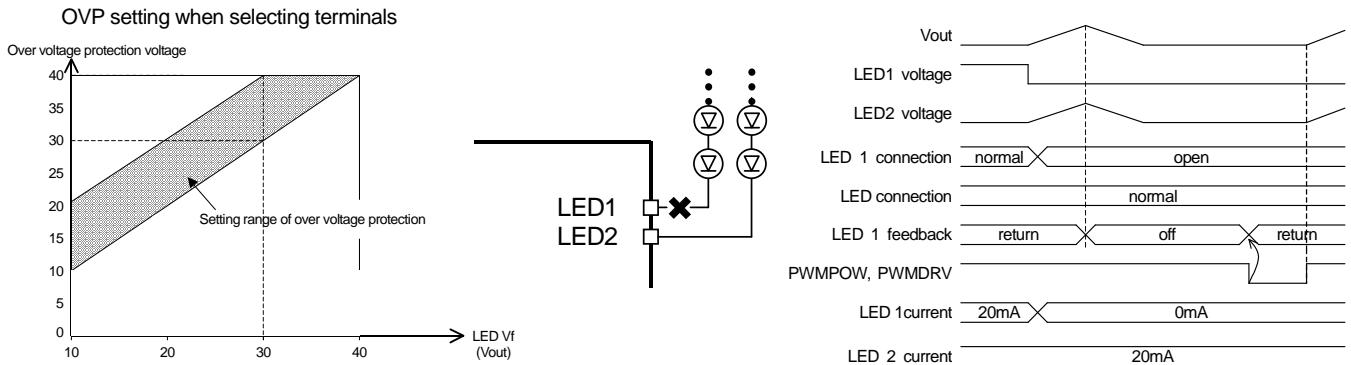 OVP setting when selecting terminals
Over voltage protection voltage
40
35
30
25
20
15
10
5
0
10
20
30
40
Setting range of over voltage protection
LED Vf
(Vout)
LED1
LED2
Vout
LED1 voltage
LED2 voltage
LED 1 connection
normal
open
LED connection
normal
LED 1 feedback
return
off
return
PWMPOW, PWMDRV
LED 1current
20mA
0mA
LED 2 current
20mA